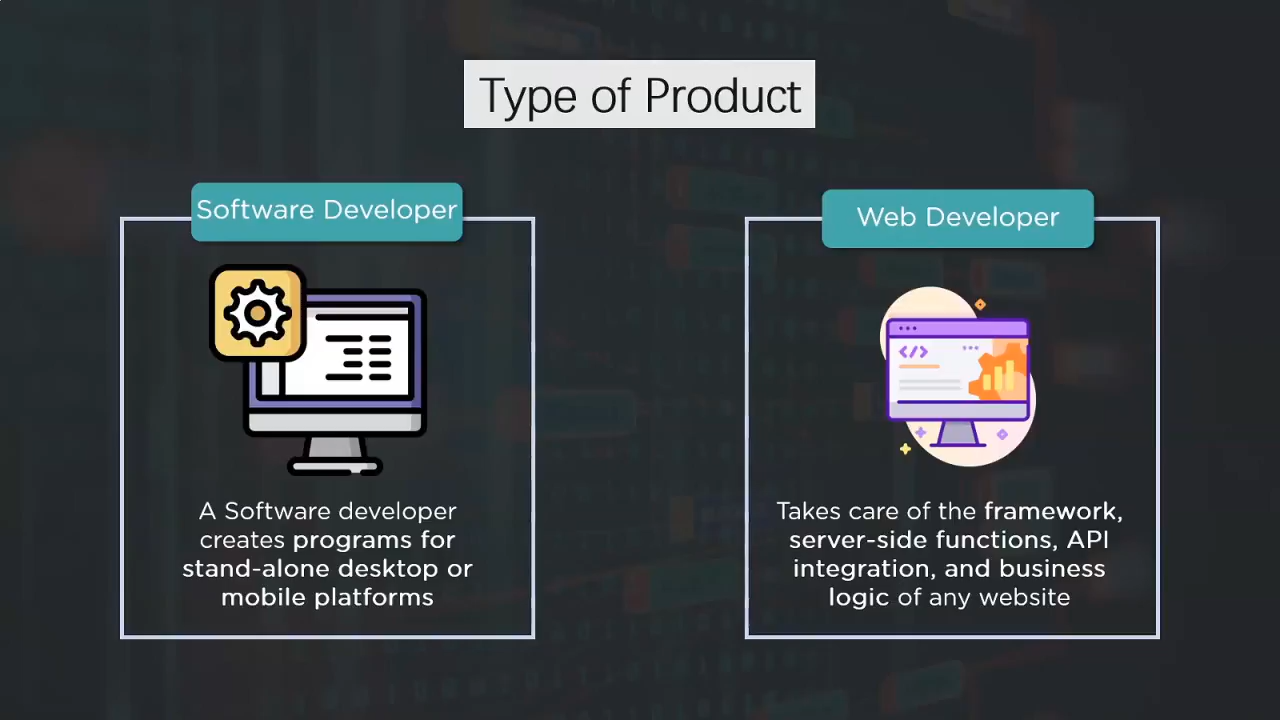 Type of Product
Software Developer
A Software developer
creates programs for
stand-alone desktop or
mobile platforms
Web Developer
</>
Takes care of the framework,
server-side functions, API
integration, and business
logic of any website